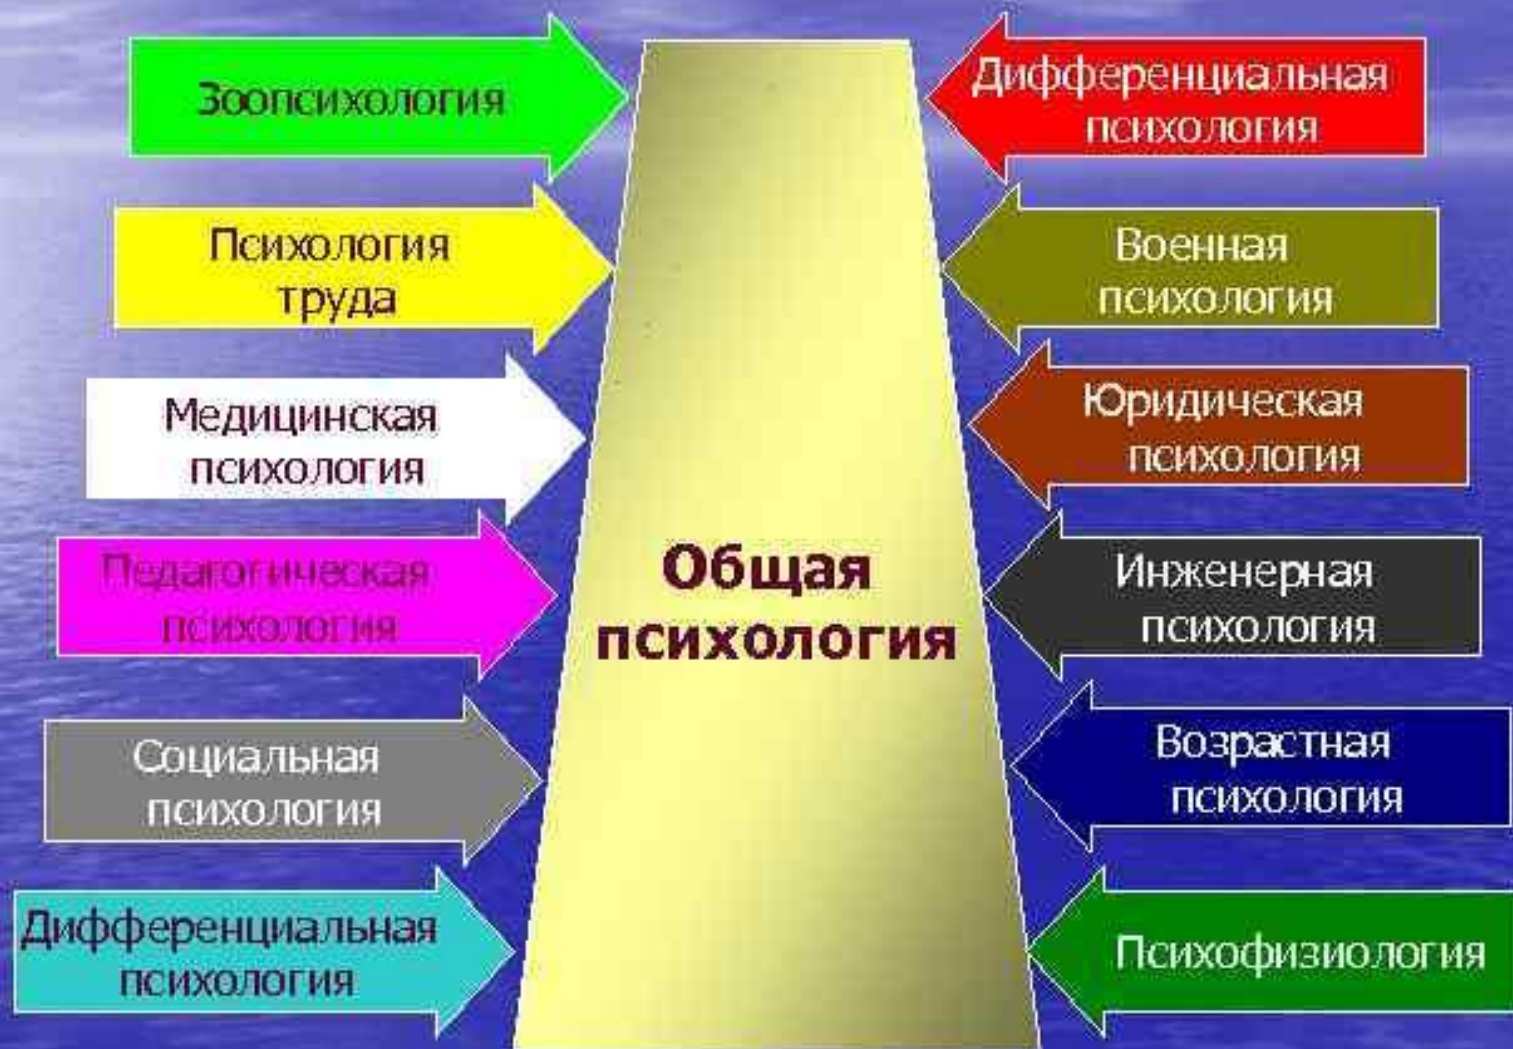 Зоопсихология
Дифференциальная
психология
Психология
труда
Военная
психология
Медицинская
психология
Юридическая
психология
Педагогическая
психология
Общая
психология
Инженерная
психология
Социальная
психология
Возрастная
психология
Дифференциальная
психология
Психофизиология